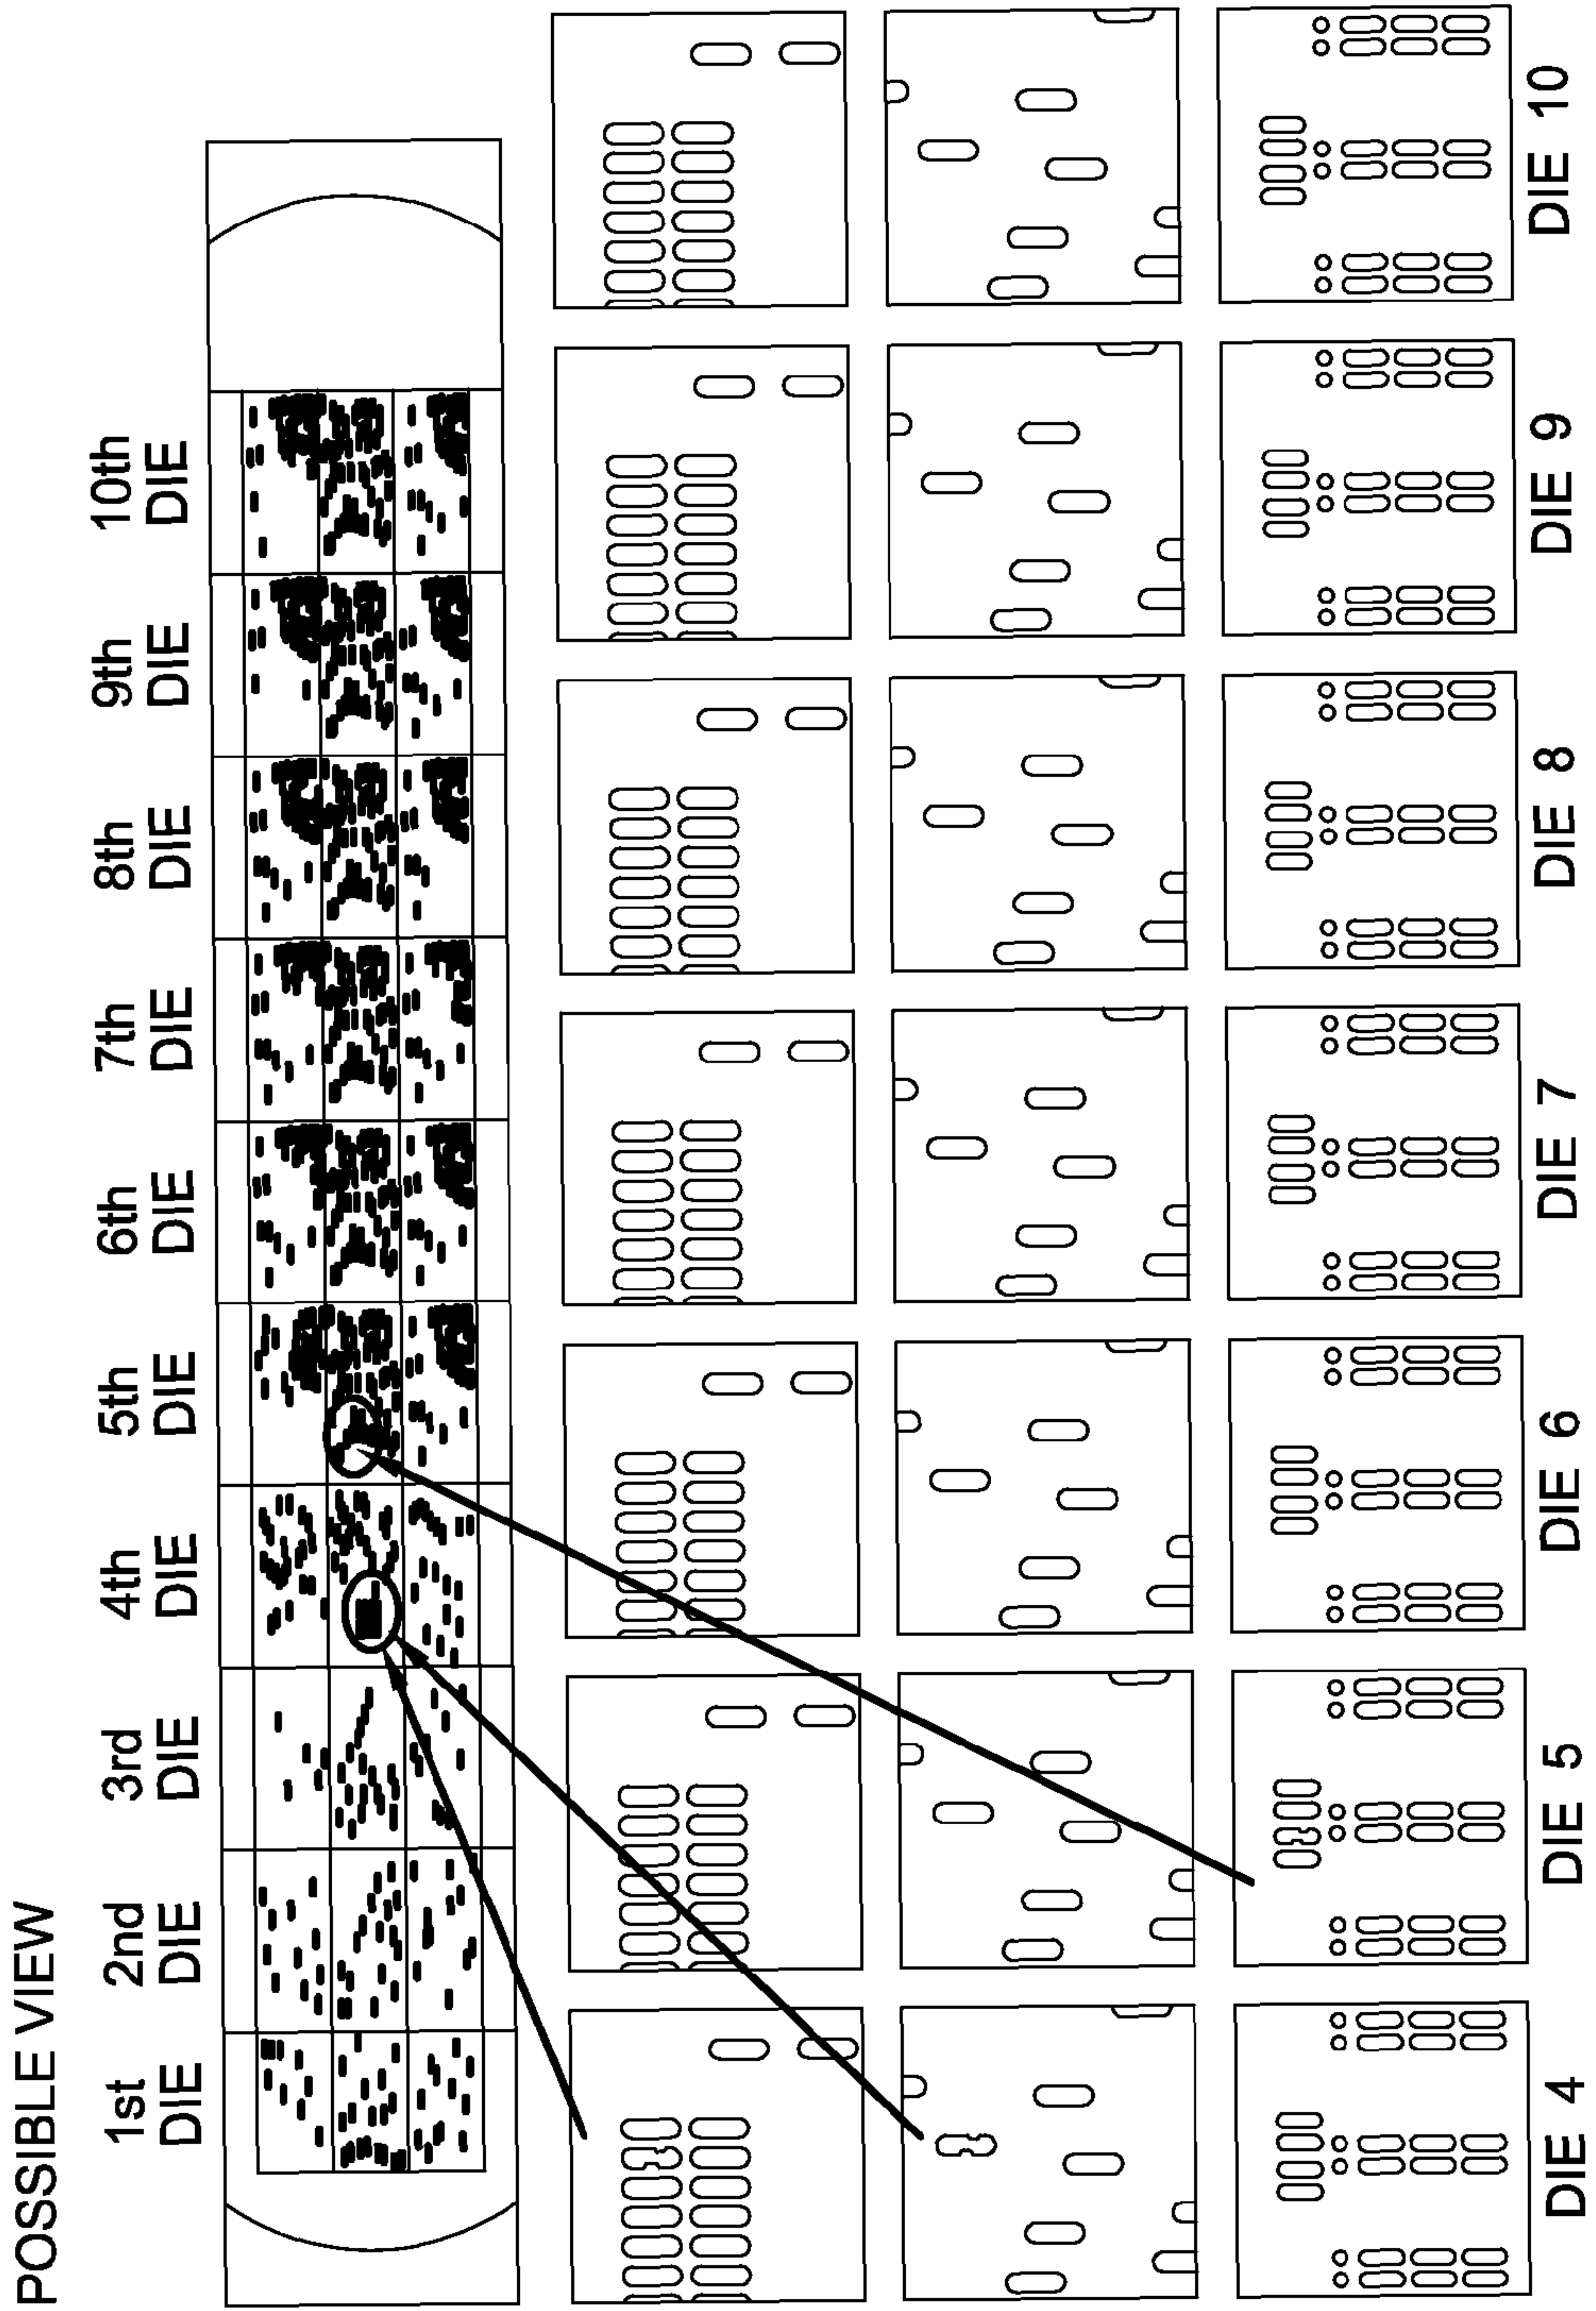 POSSIBLE VIEW
1st DIE
2nd DIE
3rd DIE
4th DIE
5th DIE
6th DIE
7th DIE
8th DIE
9th DIE
10th DIE
DIE 4
DIE 5
DIE 6
DIE 7
DIE 8
DIE 9
DIE 10